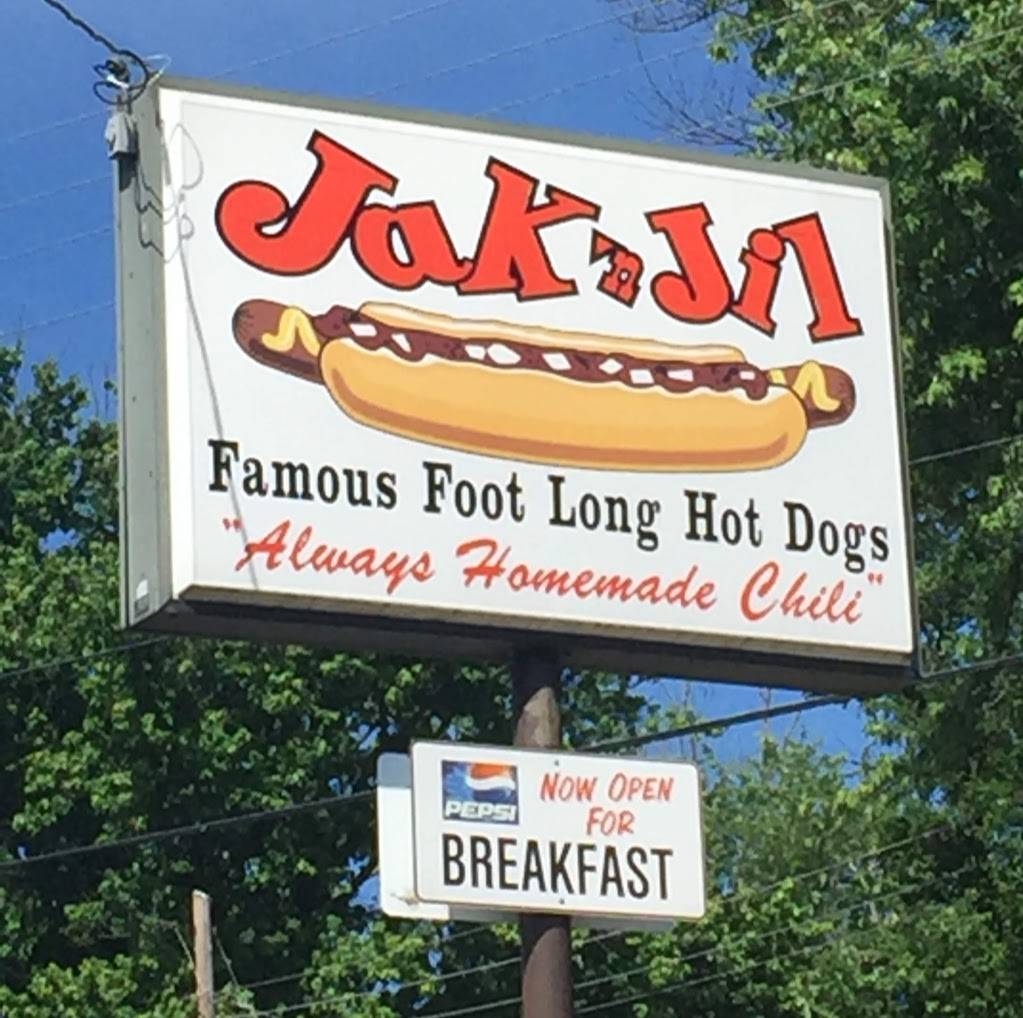 JaK 'n Jil
Famous Foot Long Hot Dogs
"Always Homemade Chili"
PEPSI
NOW OPEN
FOR
BREAKFAST